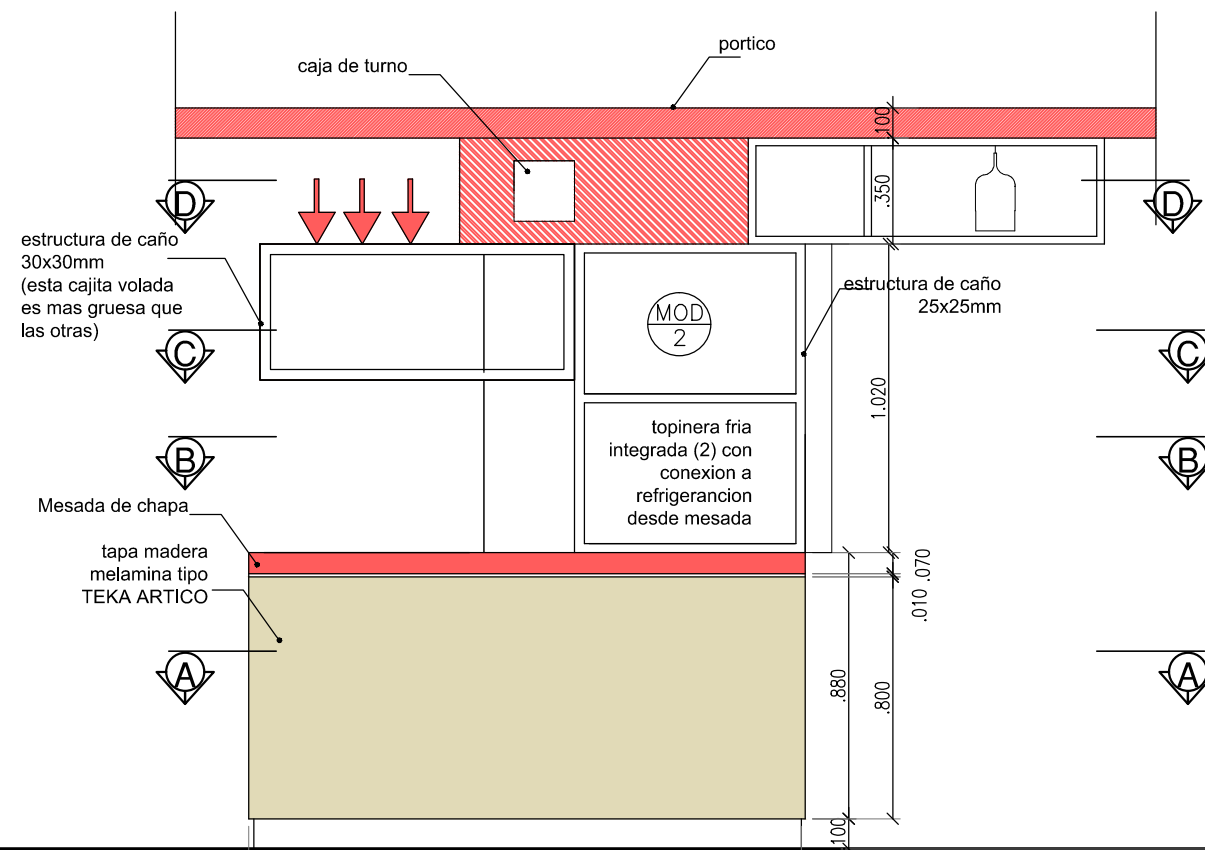 portico
caja de turno
.100
.350
D
D
estructura de caño
30x30mm
(esta cajita volada
es mas gruesa que
las otras)
estructura de caño
25x25mm
MOD
2
C
C
1.020
topinera fria
integrada (2) con
conexion a
refrigerancion
desde mesada
B
B
Mesada de chapa
tapa madera
melamina tipo
TEKA ARTICO
.070
.010
A
A
.880
.800
.100